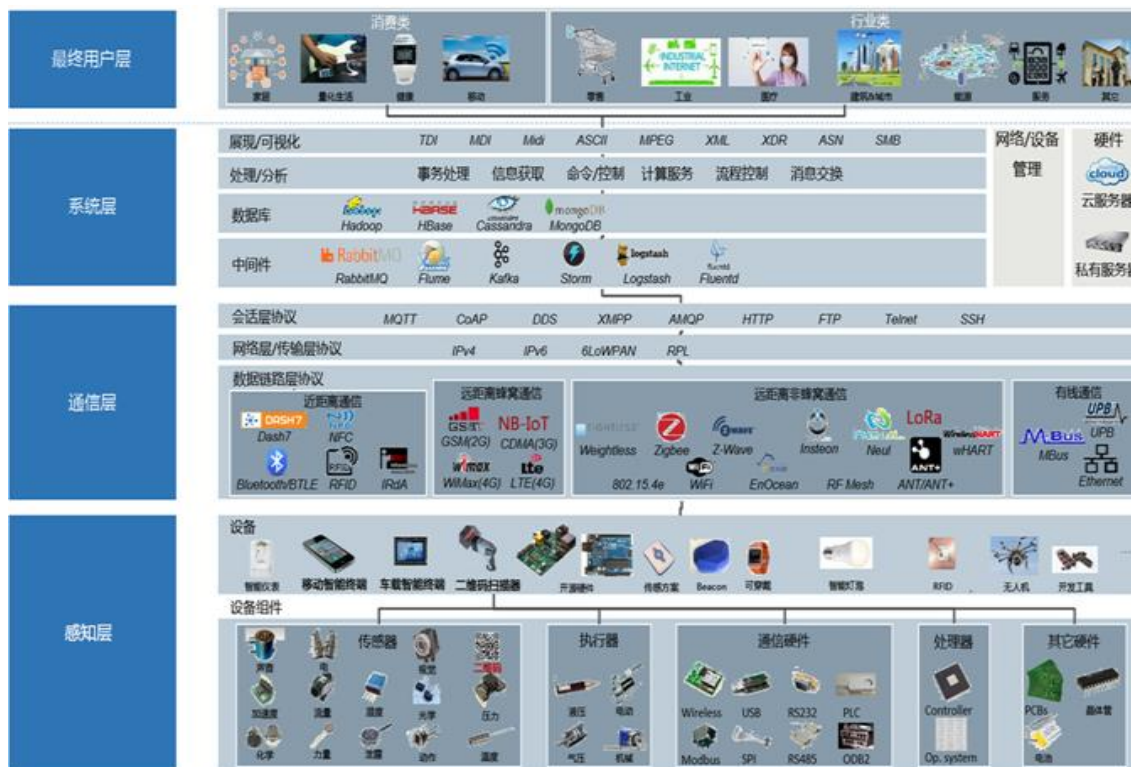 最终用户层
消费类
行业类
INDUSTRIAL
INTERNET
家庭 量化生活 健康 移动
零售 工业 医疗 建筑&城市 能源 服务 其它
系统层
展现/可视化 TDI MDI Midi ASCII MPEG XML XDR ASN SMB
处理/分析 事务处理 信息获取 命令/控制 计算服务 流程控制 消息交换
数据库
Hadoop HBase Cassandra MongoDB
中间件
RabbitMQ Flume Kafka Storm Logstash Fluentd
网络/设备
管理
硬件
cloud
云服务器
私有服务器
通信层
会话层协议 MQTT CoAP DDS XMPP AMQP HTTP FTP Telnet SSH
网络层/传输层协议 IPv4 IPv6 6LoWPAN RPL
数据链路层协议
近距离通信
DASH7
Dash7 NFC
Bluetooth/BTLE RFID IRdA
远距离蜂窝通信
NB-IoT
GSM(2G) CDMA(3G)
WiMax(4G) LTE(4G)
远距离非蜂窝通信
LoRa
Weightless Zigbee Z-Wave Insteon Neul wHART
802.15.4e WiFi EnOcean RF Mesh ANT/ANT+
有线通信
MBus UPB
Ethernet
感知层
设备
智能仪表 移动智能终端 车载智能终端 二维码扫描器 开源硬件 传感方案 Beacon 可穿戴 智能灯泡 RFID 无人机 开发工具
设备组件
传感器
声音 电 视觉 二维码
加速度 流量 湿度 光学 压力
化学 力量 泄露 动作 温度
执行器
液压 电动
气压 机械
通信硬件
Wireless USB RS232 PLC
Modbus SPI RS485 ODB2
处理器
Controller
Op. system
其它硬件
PCBs 晶体管
电池